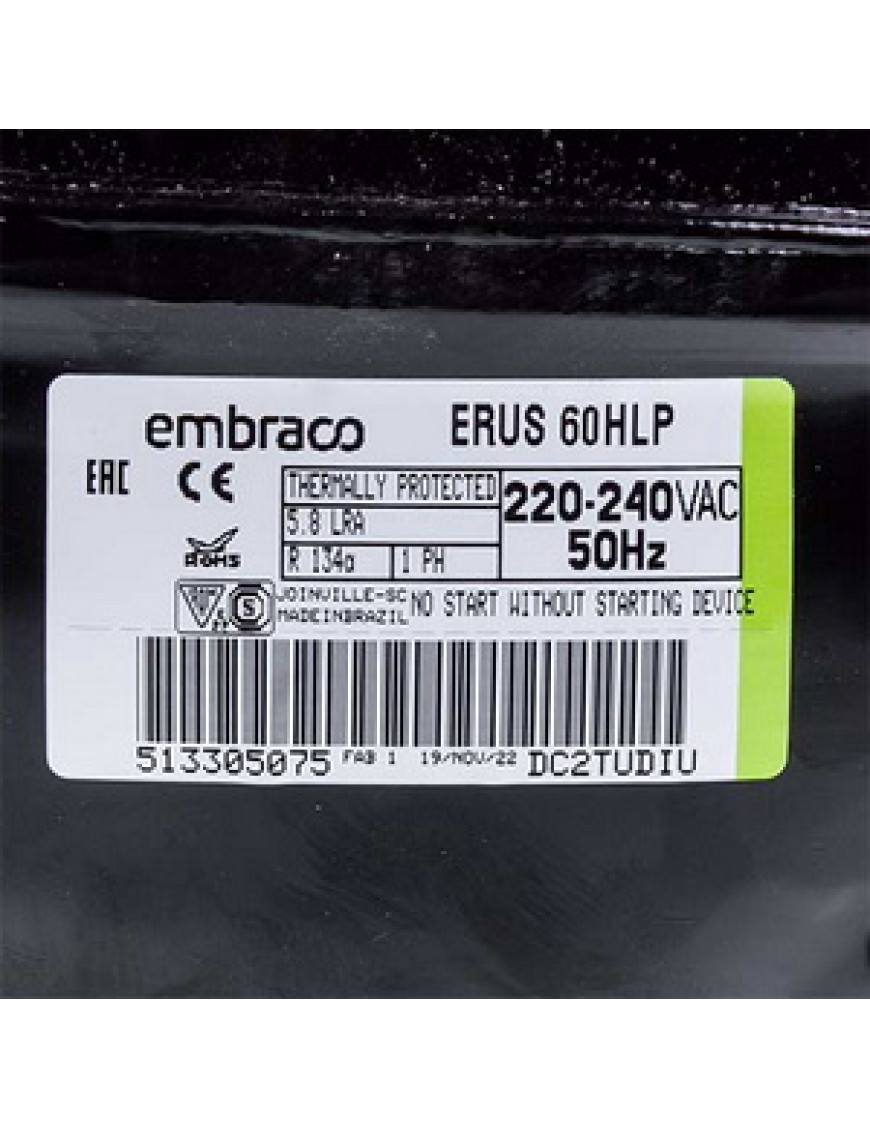 embraco ERUS 60HLP
EAC CE THERMALLY PROTECTED 220-240VAC
5.8 LRA 50Hz
ROHS R 134a 1 PH
S JOINVILLE-SC NO START WITHOUT STARTING DEVICE
MADEINBRAZIL
513305075 FAB 1 19/NOV/22 DC2TUDIU